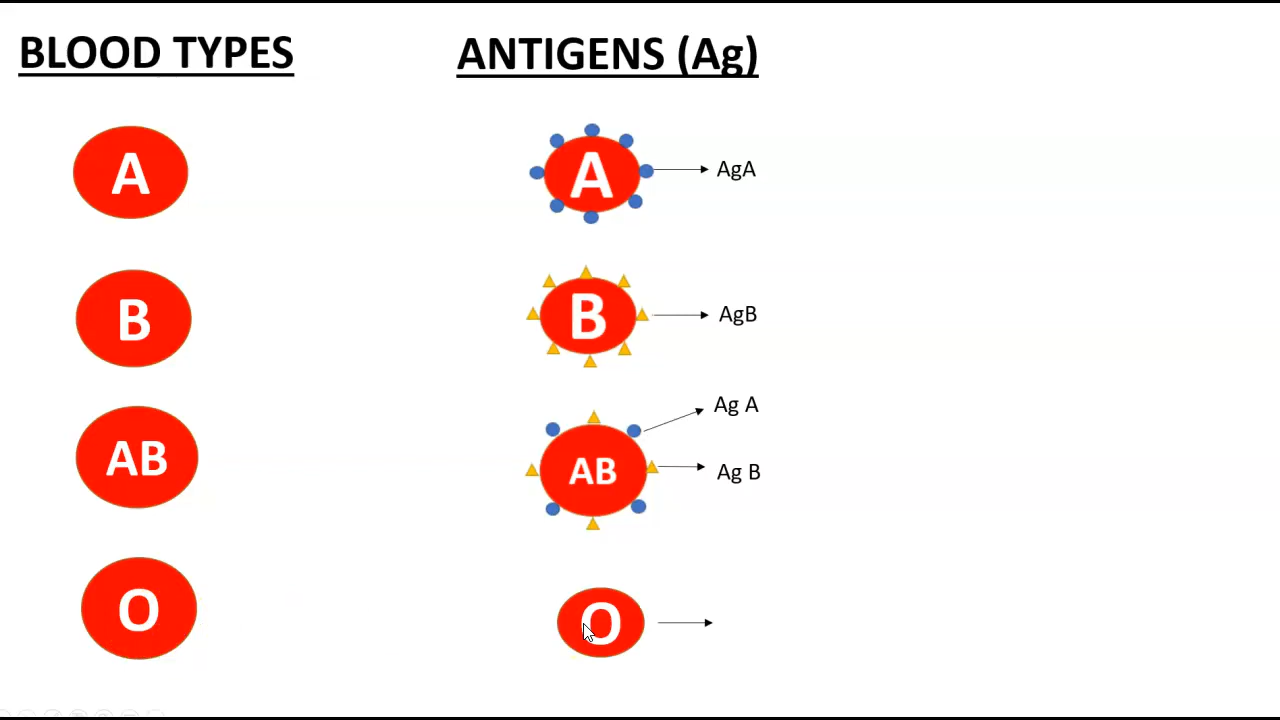 BLOOD TYPES
ANTIGENS (Ag)
A
A
AgA
B
B
AgB
AB
AB
Ag A
Ag B
O
O